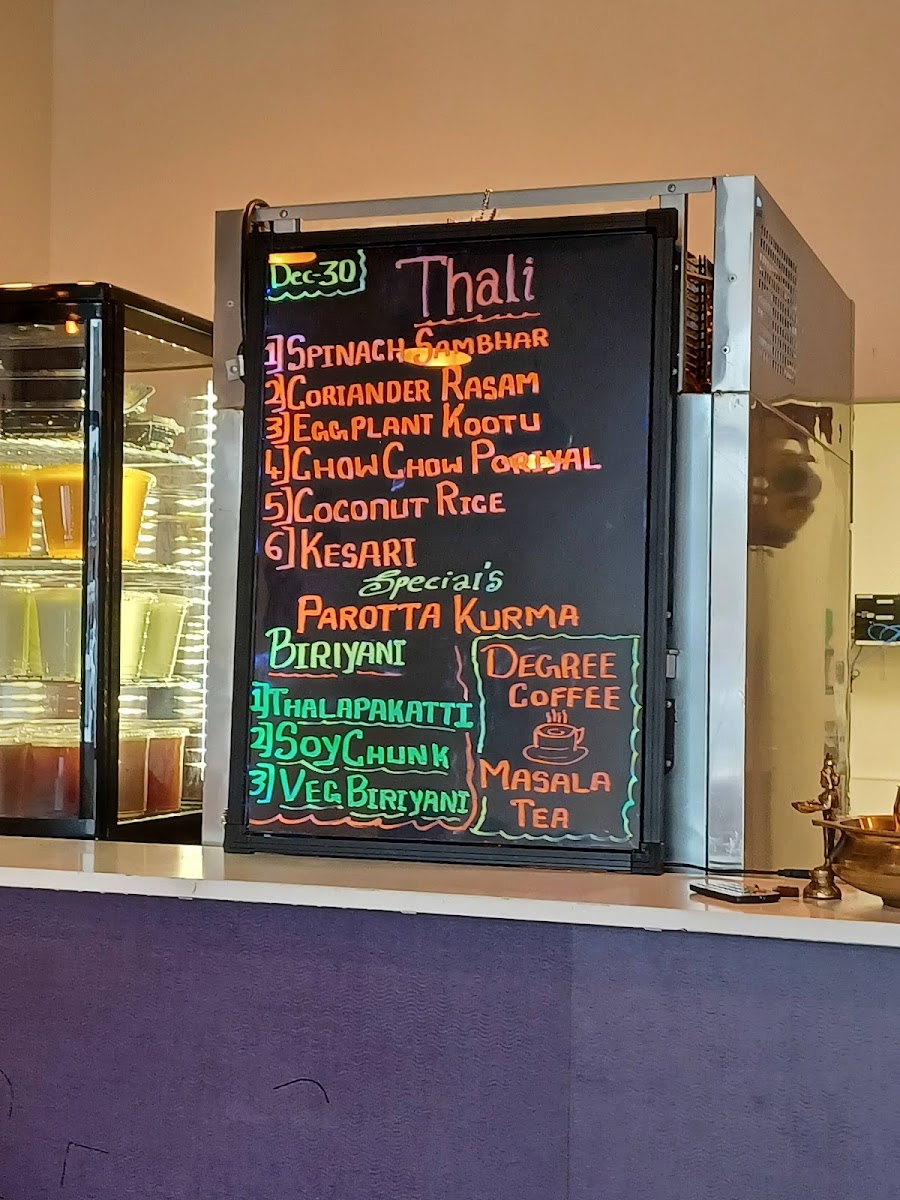 Dec-30
Thali
1] SPINACH SAMBHAR
2] CORIANDER RASAM
3] EGGPLANT KOOTU
4] CHOW CHOW PORIYAL
5] COCONUT RICE
6] KESARI
Special's
PAROTTA KURMA
BIRIYANI
1] THALAPAKATTI
2] SOY CHUNK
3] VEG BIRIYANI
DEGREE
COFFEE
MASALA
TEA